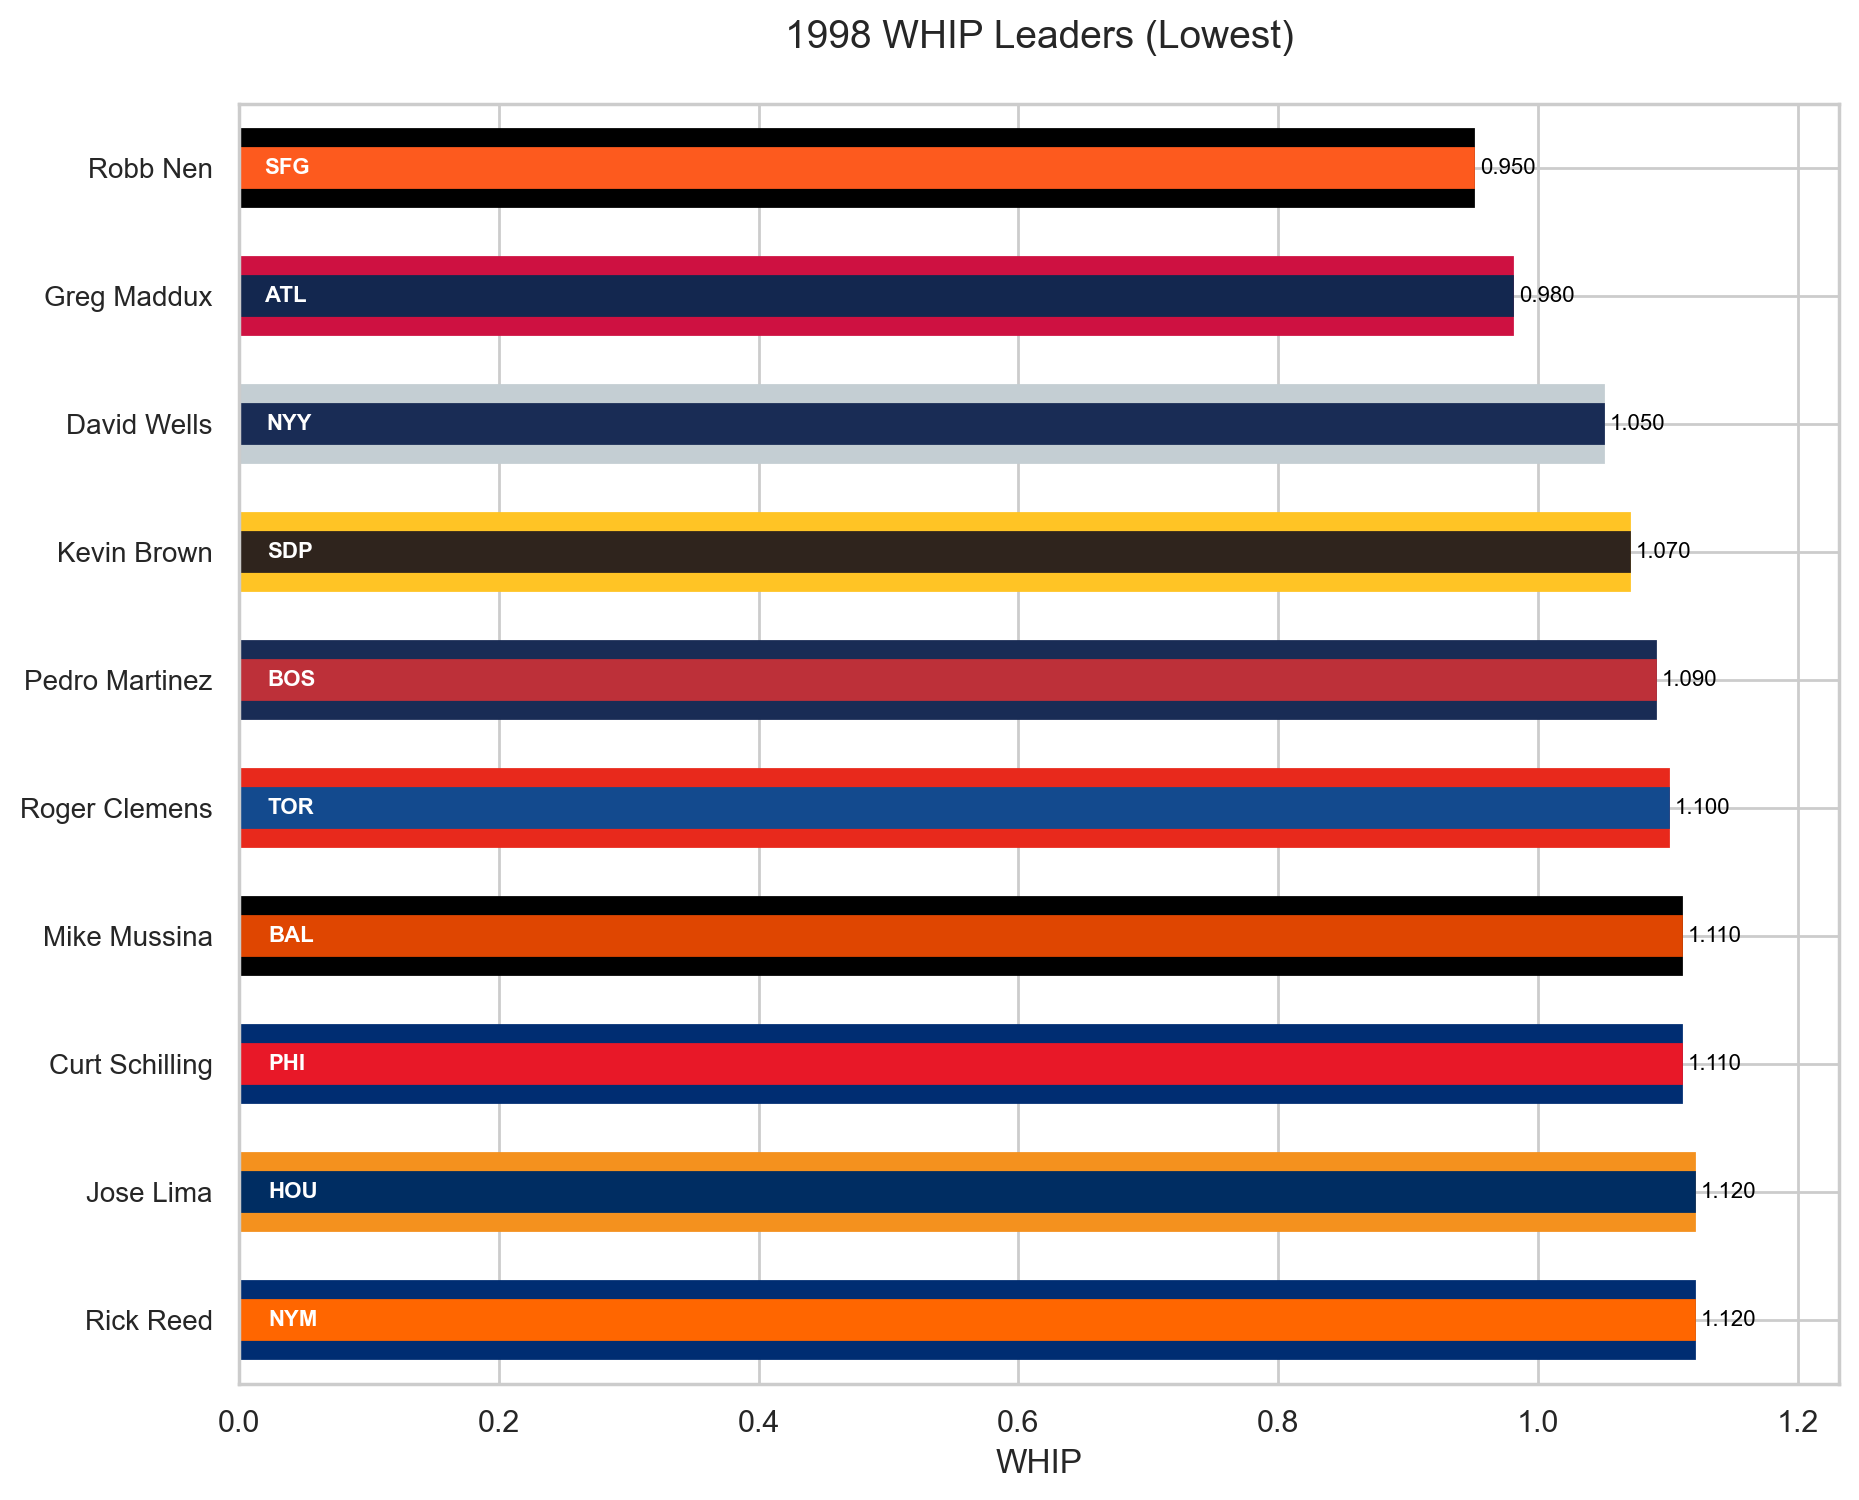 1998 WHIP Leaders (Lowest)
Robb Nen SFG 0.950
Greg Maddux ATL 0.980
David Wells NYY 1.050
Kevin Brown SDP 1.070
Pedro Martinez BOS 1.090
Roger Clemens TOR 1.100
Mike Mussina BAL 1.110
Curt Schilling PHI 1.110
Jose Lima HOU 1.120
Rick Reed NYM 1.120
0.0 0.2 0.4 0.6 0.8 1.0 1.2
WHIP